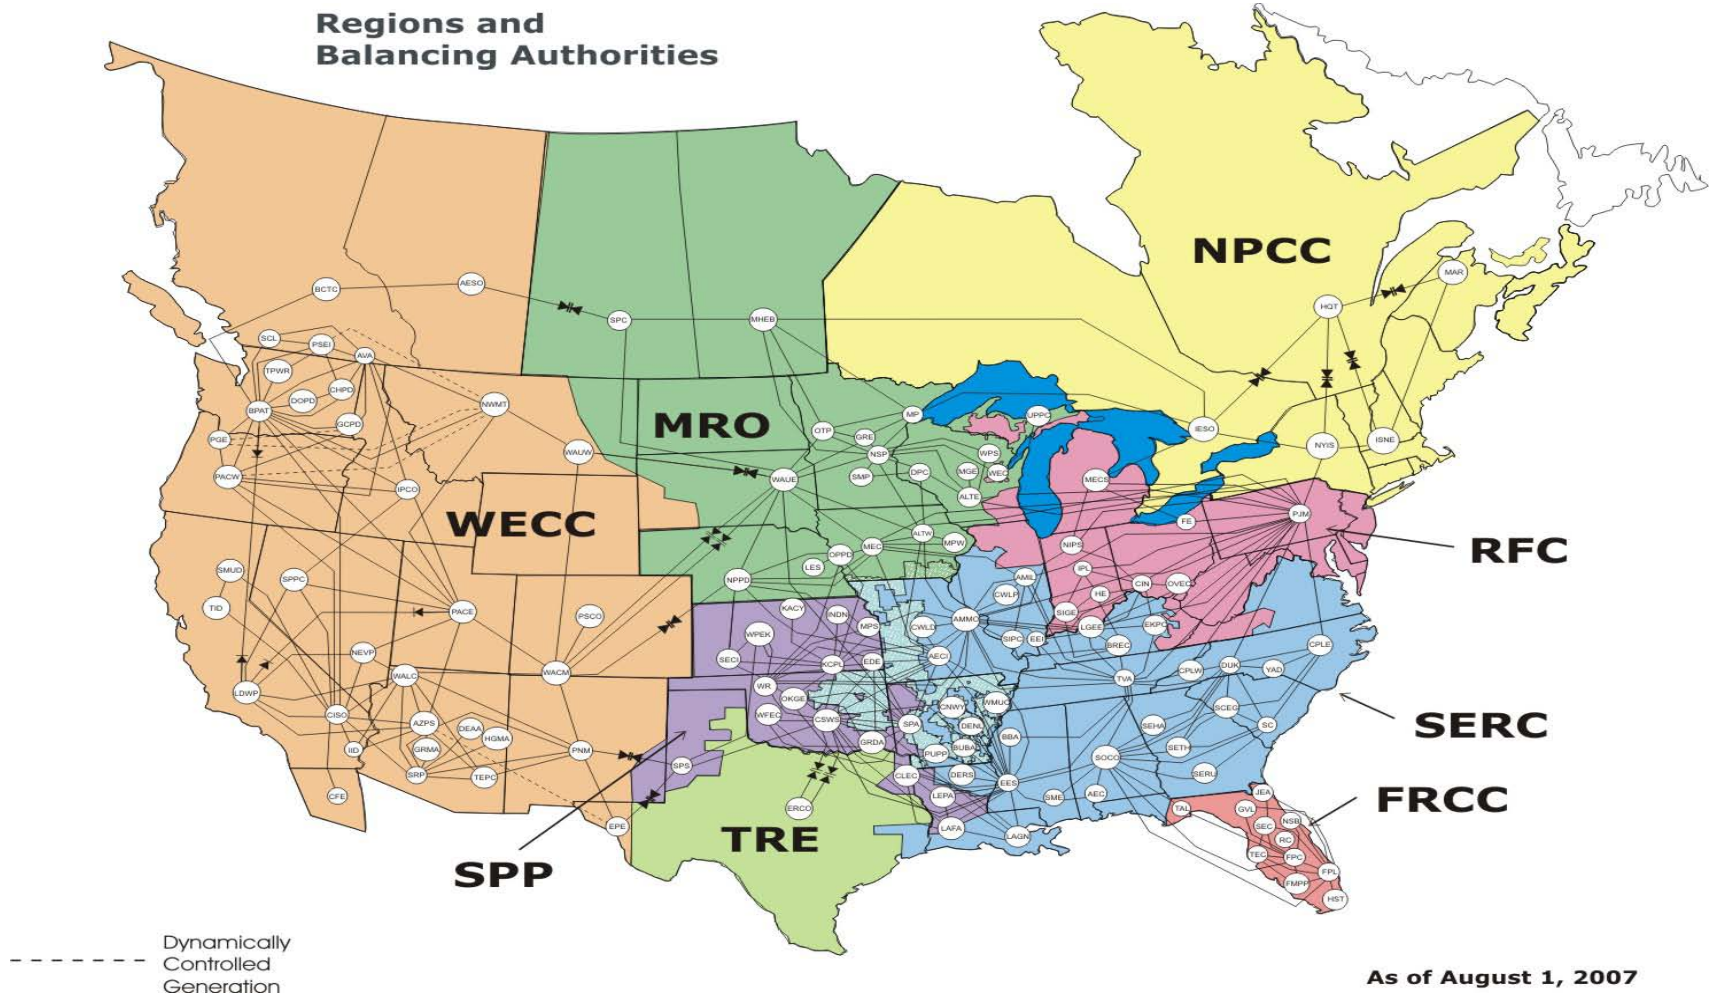 Regions and
Balancing Authorities
NPCC
MAR
HQT
BCTC
AESO
SPC
MHEB
SCL
PSEI
AVA
TPWR
CHPD
DOPD
BPAT
GCPD
NWMT
PGE
PACW
WAUW
IPCO
MRO
OTP
GRE
MP
UPPC
NSP
WPS
SMP
DPC
MGE
WEC
WAUE
ALTE
IESO
NYIS
ISNE
MECS
WECC
ALTW
MPW
MEC
OPPD
LES
NPPD
FE
PJM
NIPS
RFC
SMUD
SPPC
TID
PACE
PSCO
IPL
CIN
OVEC
HE
AMIL
CWLP
SIGE
KACY
INDN
MPS
CWLD
AMMO
SIPC
EEI
LGEE
EKPC
BREC
WPEK
SECI
KCPL
EDE
AECI
NEVP
WALC
WACM
TVA
CPLW
DUK
YAD
CPLE
LDWP
CISO
WR
OKGE
WFEC
CSWS
SPA
CNWY
WMUC
DENL
BBA
PUPP
BUBA
SCEG
SC
SEHA
SETH
SERC
AZPS
DEAA
HGMA
IID
GRMA
SRP
TEPC
PNM
SPS
GRDA
CLEC
DERS
EES
SOCO
SERU
CFE
EPE
ERCO
LEPA
LAFA
LAGN
SME
AEC
TAL
JEA
GVL
NSB
SEC
RC
TEC
FPC
FPL
FMPP
HST
FRCC
TRE
SPP
Dynamically
Controlled
Generation
As of August 1, 2007